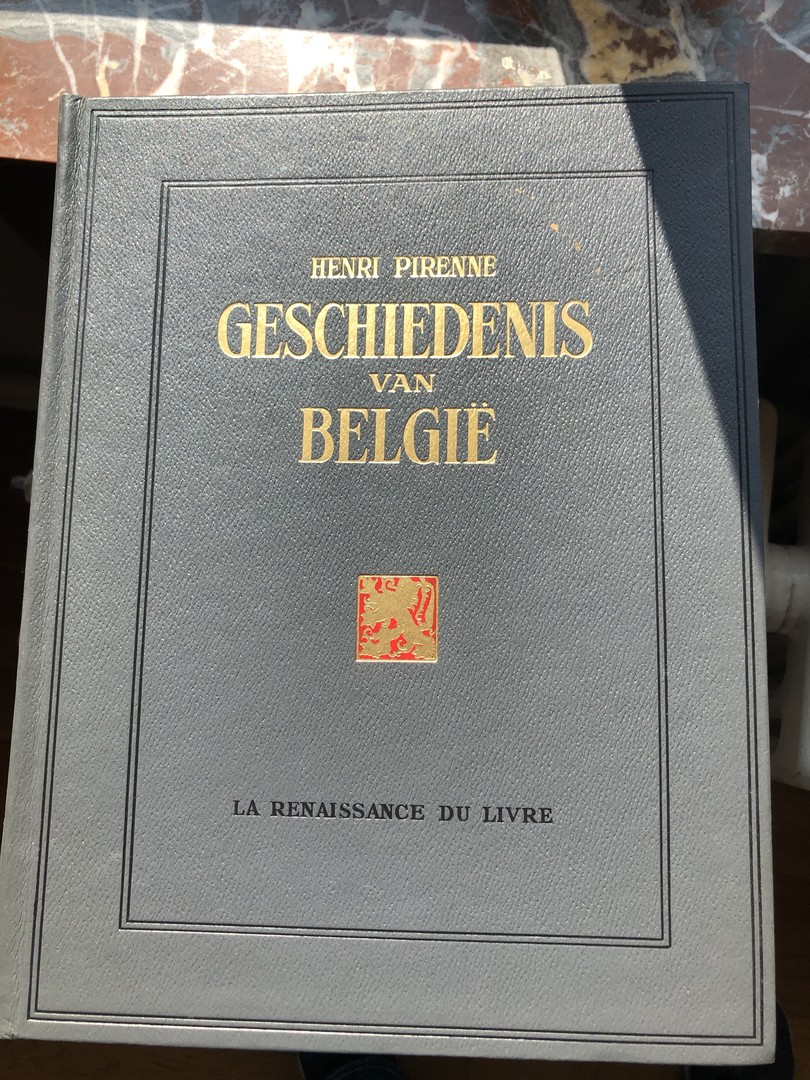 HENRI PIRENNE
GESCHIEDENIS
VAN
BELGIË
LA RENAISSANCE DU LIVRE